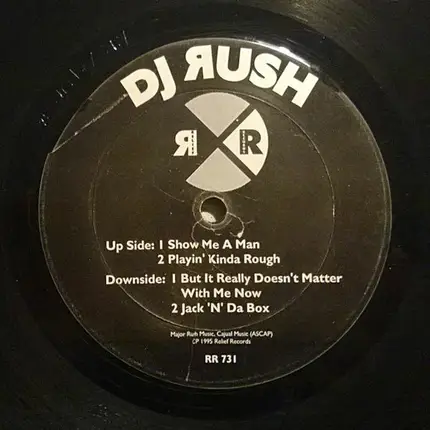 DJ ЯUSH
Я R
Up Side: 1 Show Me A Man
2 Playin' Kinda Rough
Downside: 1 But It Really Doesn't Matter
With Me Now
2 Jack 'N' Da Box
Major Rush Music, Cajual Music (ASCAP)
℗ 1995 Relief Records
RR 731